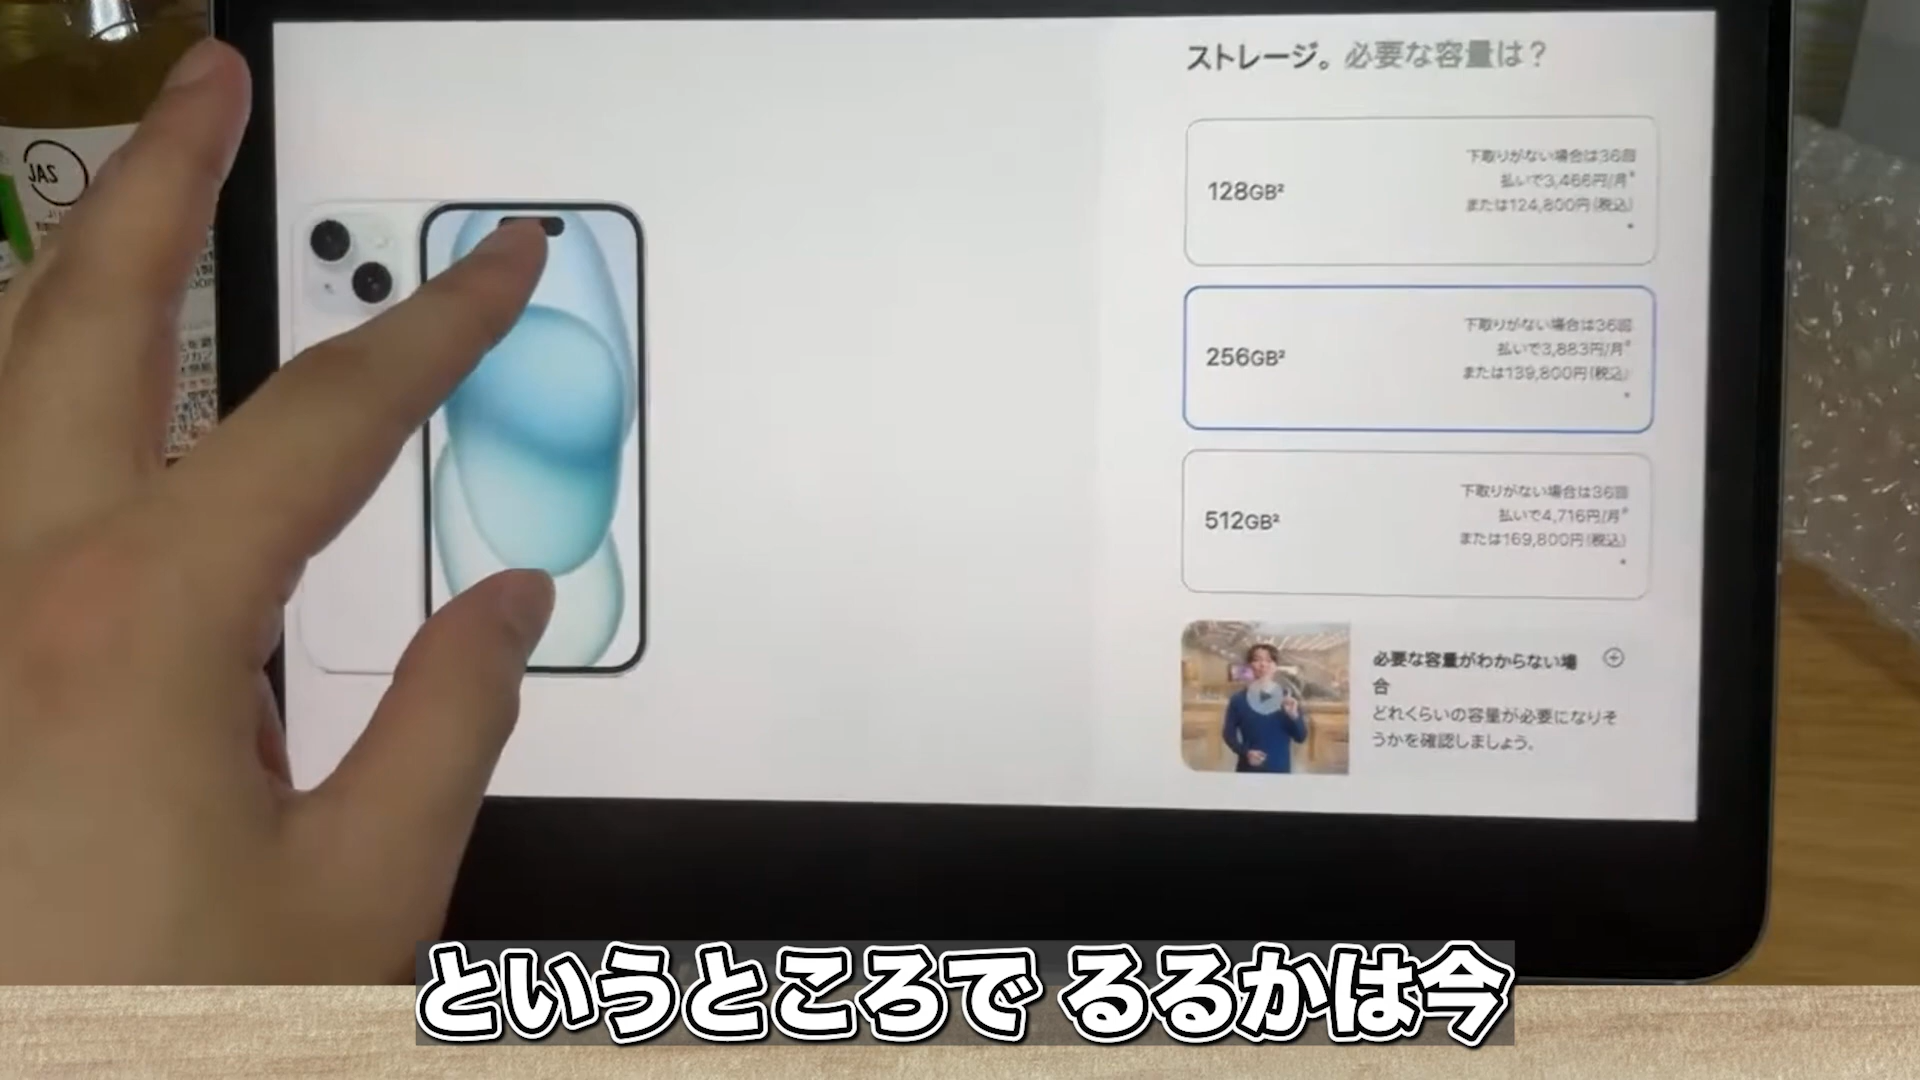 JAS
ストレージ。必要な容量は？
128GB²
下取りがない場合は36回
払いで3,466円/月*
または124,800円(税込)
*
256GB²
下取りがない場合は36回
払いで3,883円/月*
または139,800円(税込)
*
512GB²
下取りがない場合は36回
払いで4,716円/月*
または169,800円(税込)
*
必要な容量がわからない場
合
どれくらいの容量が必要になりそ
うかを確認しましょう。
というところで るるかは今